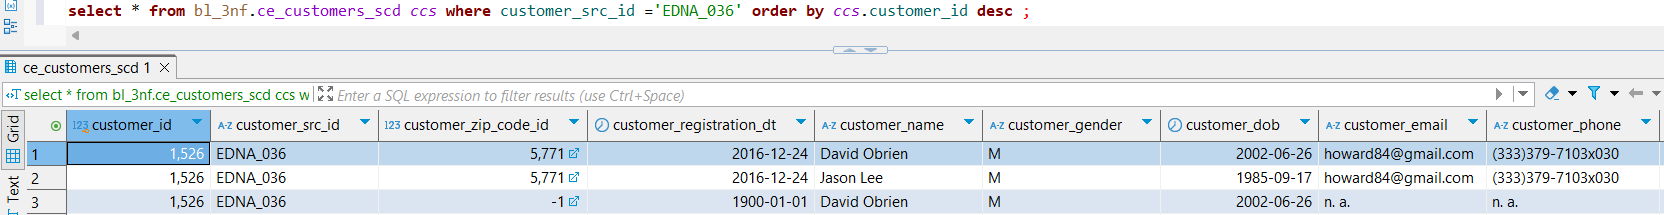 select * from bl_3nf.ce_customers_scd ccs where customer_src_id ='EDNA_036' order by ccs.customer_id desc ;
ce_customers_scd 1
select * from bl_3nf.ce_customers_scd ccs w Enter a SQL expression to filter results (use Ctrl+Space)
Grid
Text
123 customer_id A-Z customer_src_id 123 customer_zip_code_id customer_registration_dt A-Z customer_name A-Z customer_gender customer_dob A-Z customer_email A-Z customer_phone
1 1,526 EDNA_036 5,771 2016-12-24 David Obrien M 2002-06-26 howard84@gmail.com (333)379-7103x030
2 1,526 EDNA_036 5,771 2016-12-24 Jason Lee M 1985-09-17 howard84@gmail.com (333)379-7103x030
3 1,526 EDNA_036 -1 1900-01-01 David Obrien M 2002-06-26 n. a. n. a.